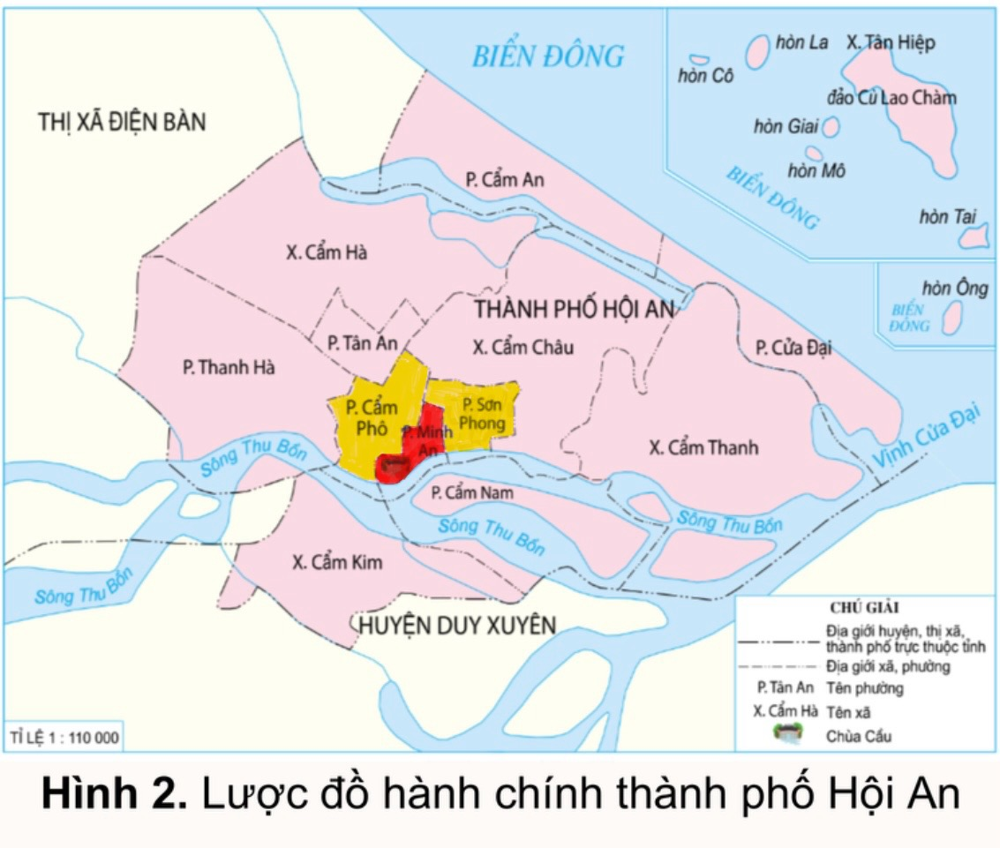 BIỂN ĐÔNG
THỊ XÃ ĐIỆN BÀN
hòn La
X. Tân Hiệp
hòn Cô
đảo Cù Lao Chàm
hòn Giai
hòn Mô
BIỂN ĐÔNG
hòn Tai
hòn Ông
BIỂN
ĐÔNG
P. Cẩm An
X. Cẩm Hà
THÀNH PHỐ HỘI AN
P. Tân An
X. Cẩm Châu
P. Cửa Đại
P. Thanh Hà
P. Cẩm
Phô
P. Sơn
Phong
P. Minh
An
X. Cẩm Thanh
Vịnh Cửa Đại
Sông Thu Bồn
P. Cẩm Nam
Sông Thu Bồn
Sông Thu Bồn
X. Cẩm Kim
Sông Thu Bồn
HUYỆN DUY XUYÊN
CHÚ GIẢI
Địa giới huyện, thị xã,
thành phố trực thuộc tỉnh
Địa giới xã, phường
P. Tân An Tên phường
X. Cẩm Hà Tên xã
Chùa Cầu
TỈ LỆ 1 : 110 000
Hình 2. Lược đồ hành chính thành phố Hội An